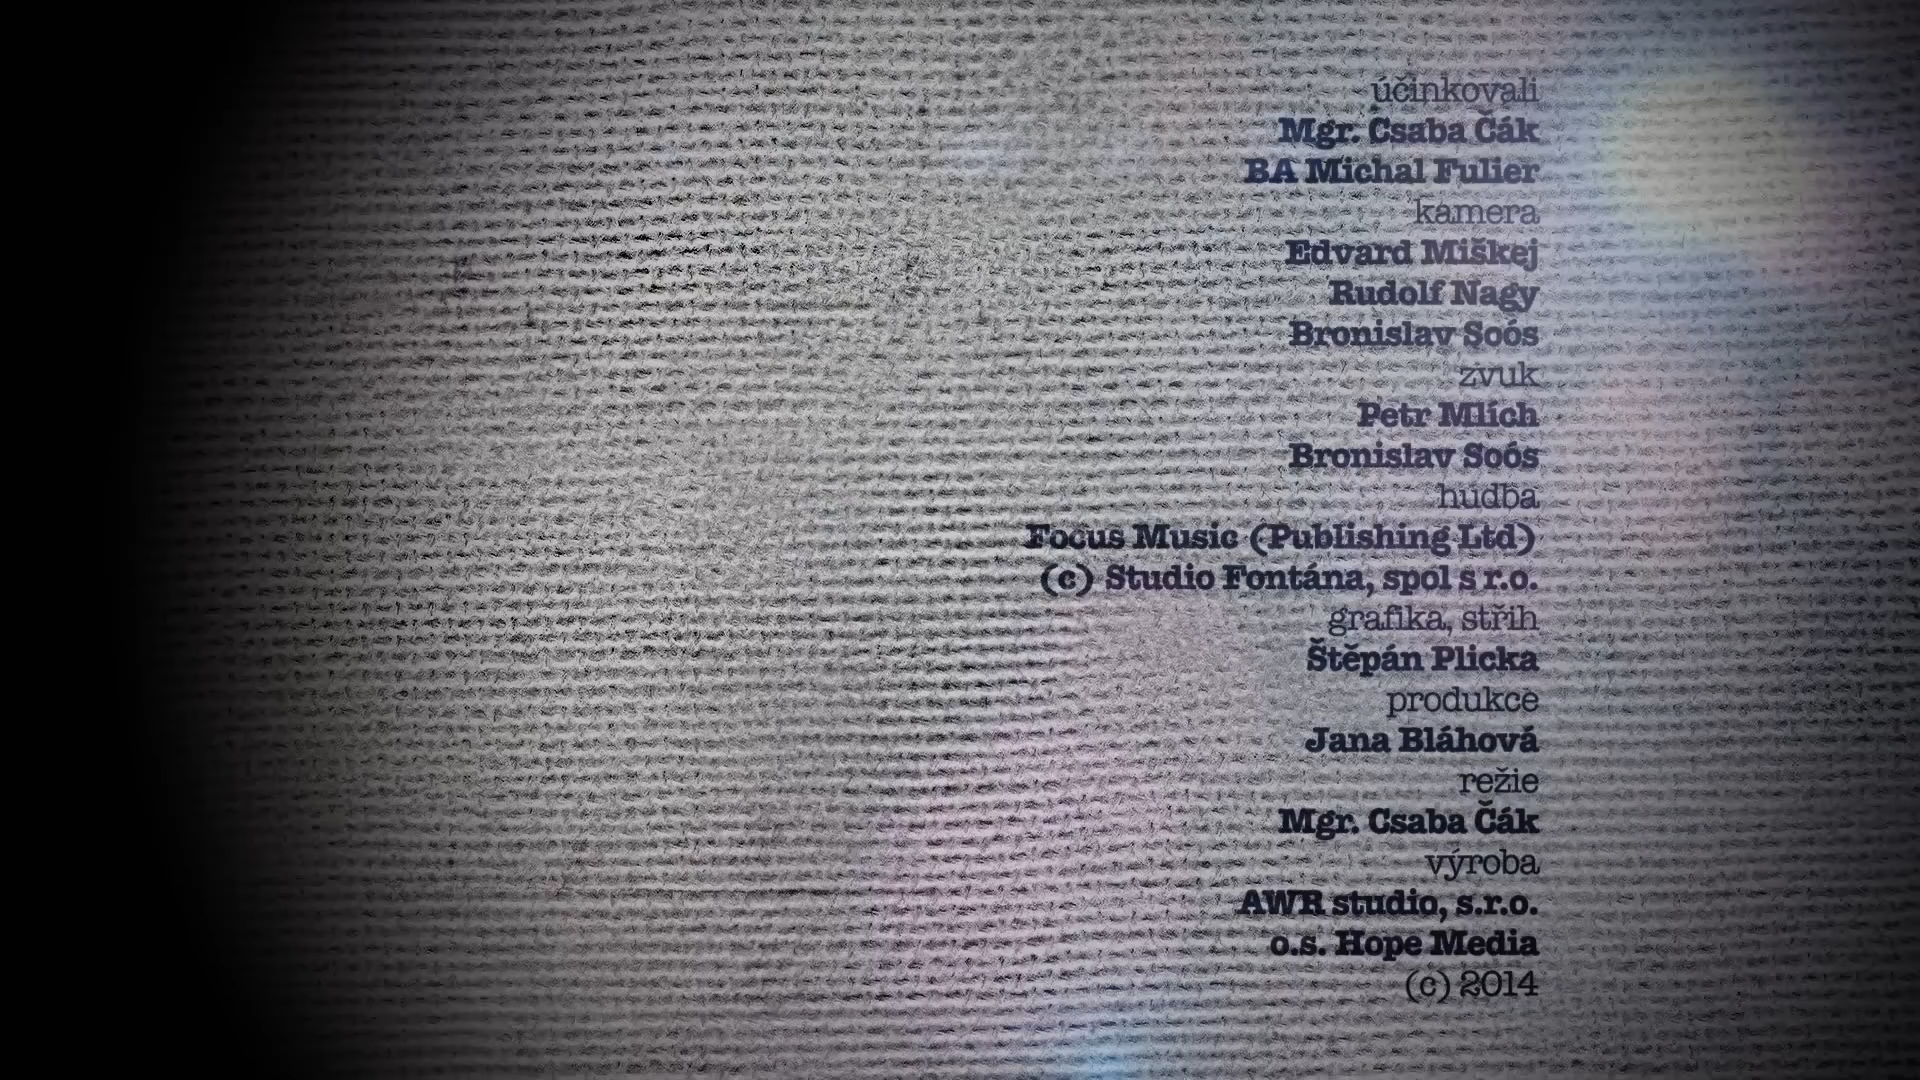 účinkovali
Mgr. Csaba Čák
BA Michal Fulier
kamera
Edvard Miškej
Rudolf Nagy
Bronislav Soós
zvuk
Petr Mlích
Bronislav Soós
hudba
Focus Music (Publishing Ltd)
(c) Studio Fontána, spol s r.o.
grafika, střih
Štěpán Plicka
produkce
Jana Bláhová
režie
Mgr. Csaba Čák
výroba
AWR studio, s.r.o.
o.s. Hope Media
(c) 2014